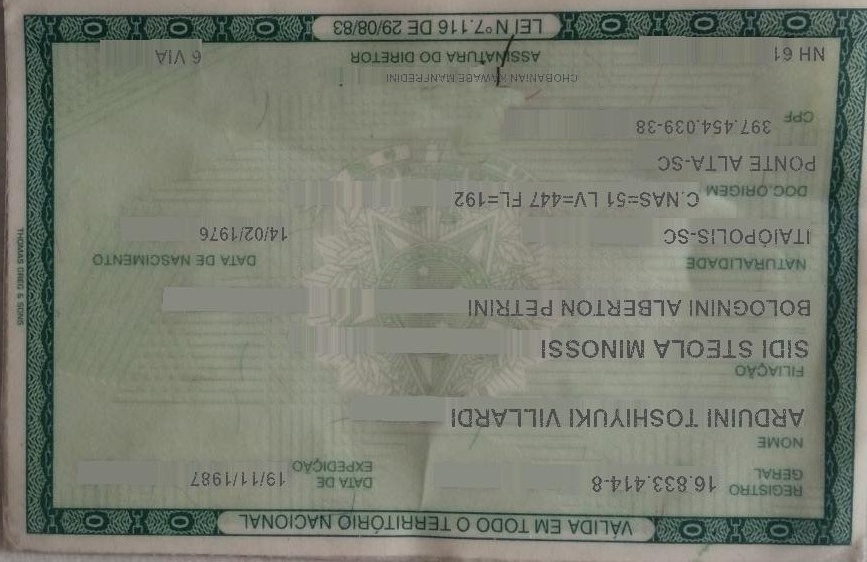 VÁLIDA EM TODO O TERRITÓRIO NACIONAL
REGISTRO GERAL 16.833.414-8 DATA DE EXPEDIÇÃO 19/11/1987
NOME
ARDUINI TOSHIYUKI VILLARDI
FILIAÇÃO
SIDI STEOLA MINOSSI
BOLOGNINI ALBERTON PETRINI
NATURALIDADE DATA DE NASCIMENTO
ITAIÓPOLIS-SC 14/02/1976
DOC.ORIGEM C.NAS=51 LV=447 FL=192
PONTE ALTA-SC
CPF 397.454.039-38
CHOBANIAN KAWABE MANFREDINI
NH 61 ASSINATURA DO DIRETOR 6 VIA
LEI Nº 7.116 DE 29/08/83
THOMAS GREG & SONS